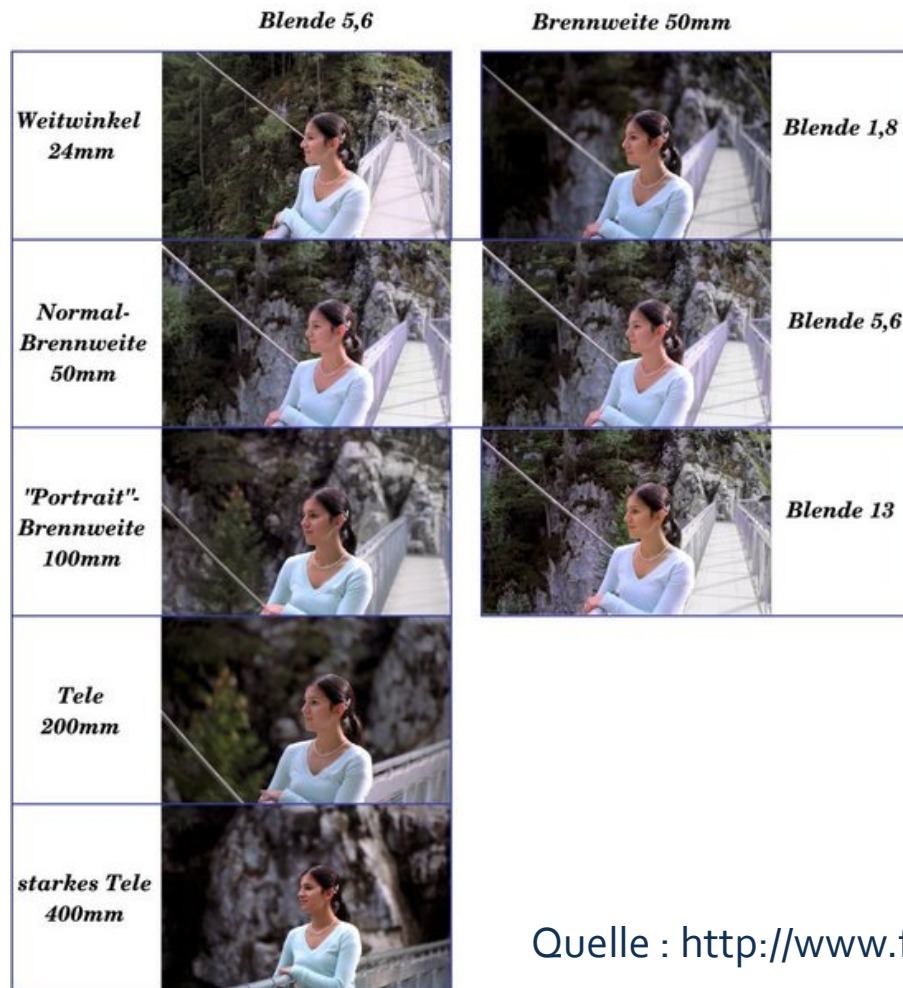 Blende 5,6
Brennweite 50mm
Weitwinkel
24mm
Blende 1,8
Normal-
Brennweite
50mm
Blende 5,6
"Portrait"-
Brennweite
100mm
Blende 13
Tele
200mm
starkes Tele
400mm
Quelle : http://www.f